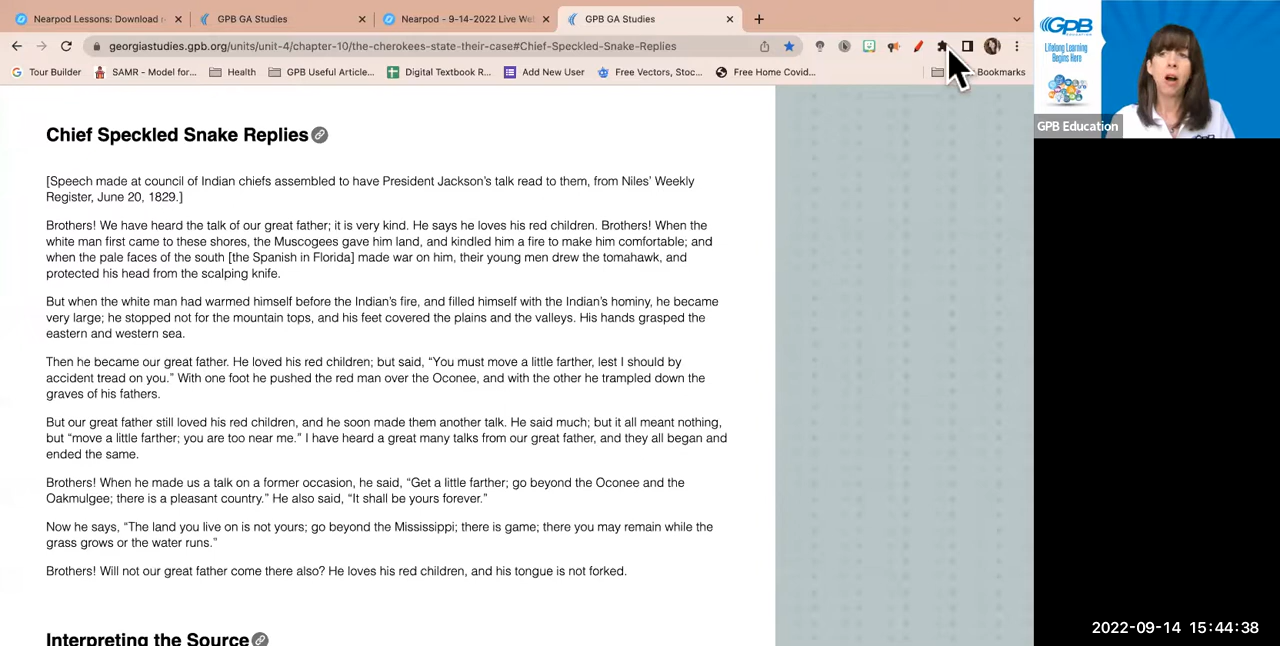 Nearpod Lessons: Download r
GPB GA Studies
Nearpod - 9-14-2022 Live We
GPB GA Studies
georgiastudies.gpb.org/units/unit-4/chapter-10/the-cherokees-state-their-case#Chief-Speckled-Snake-Replies
Tour Builder
SAMR - Model for...
Health
GPB Useful Article...
Digital Textbook R...
Add New User
Free Vectors, Stoc...
Free Home Covid...
Bookmarks
GPB
EDUCATION
Lifelong Learning
Begins Here
GPB Education
Chief Speckled Snake Replies
[Speech made at council of Indian chiefs assembled to have President Jackson's talk read to them, from Niles' Weekly
Register, June 20, 1829.]
Brothers! We have heard the talk of our great father; it is very kind. He says he loves his red children. Brothers! When the
white man first came to these shores, the Muscogees gave him land, and kindled him a fire to make him comfortable; and
when the pale faces of the south [the Spanish in Florida] made war on him, their young men drew the tomahawk, and
protected his head from the scalping knife.
But when the white man had warmed himself before the Indian's fire, and filled himself with the Indian's hominy, he became
very large; he stopped not for the mountain tops, and his feet covered the plains and the valleys. His hands grasped the
eastern and western sea.
Then he became our great father. He loved his red children; but said, “You must move a little farther, lest I should by
accident tread on you.” With one foot he pushed the red man over the Oconee, and with the other he trampled down the
graves of his fathers.
But our great father still loved his red children, and he soon made them another talk. He said much; but it all meant nothing,
but “move a little farther; you are too near me.” I have heard a great many talks from our great father, and they all began and
ended the same.
Brothers! When he made us a talk on a former occasion, he said, “Get a little farther; go beyond the Oconee and the
Oakmulgee; there is a pleasant country.” He also said, “It shall be yours forever.”
Now he says, “The land you live on is not yours; go beyond the Mississippi; there is game; there you may remain while the
grass grows or the water runs.”
Brothers! Will not our great father come there also? He loves his red children, and his tongue is not forked.
Interpreting the Source
2022-09-14 15:44:38